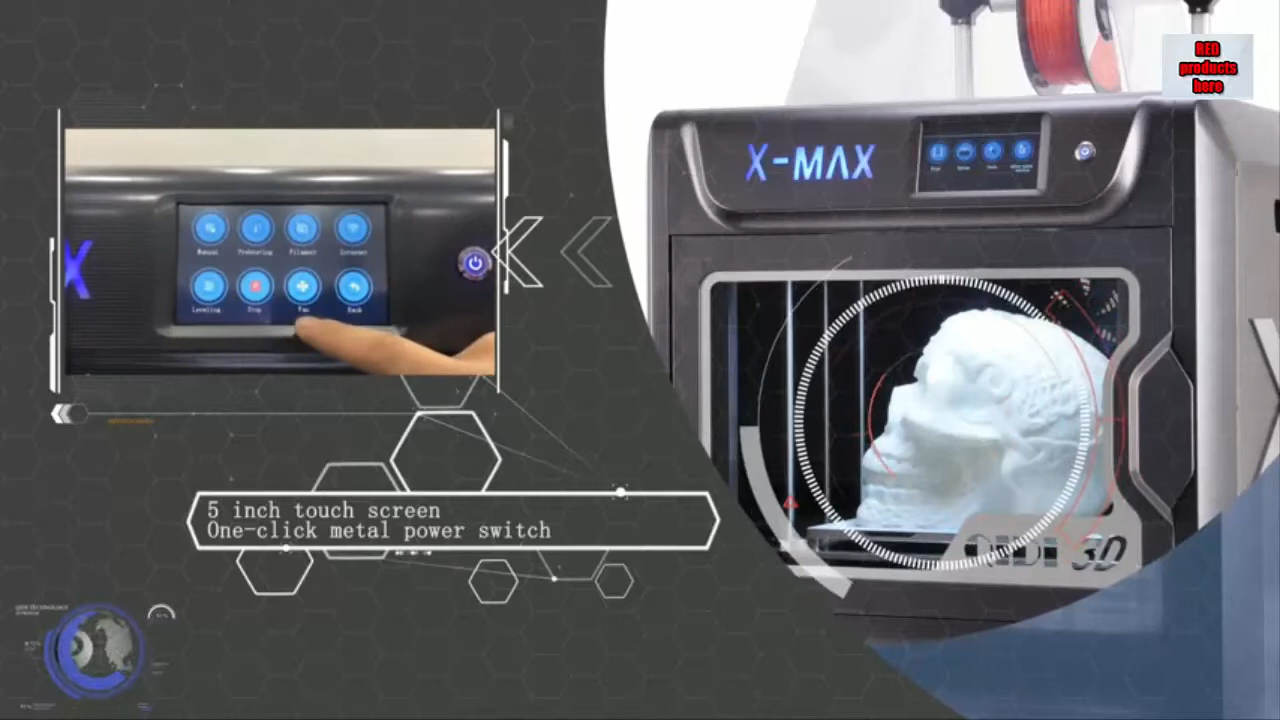 RED
products
here
X-MAX
X
Manual Preheating Filament Internet
Leveling Stop Fan Back
5 inch touch screen
One-click metal power switch
QIDI 3D